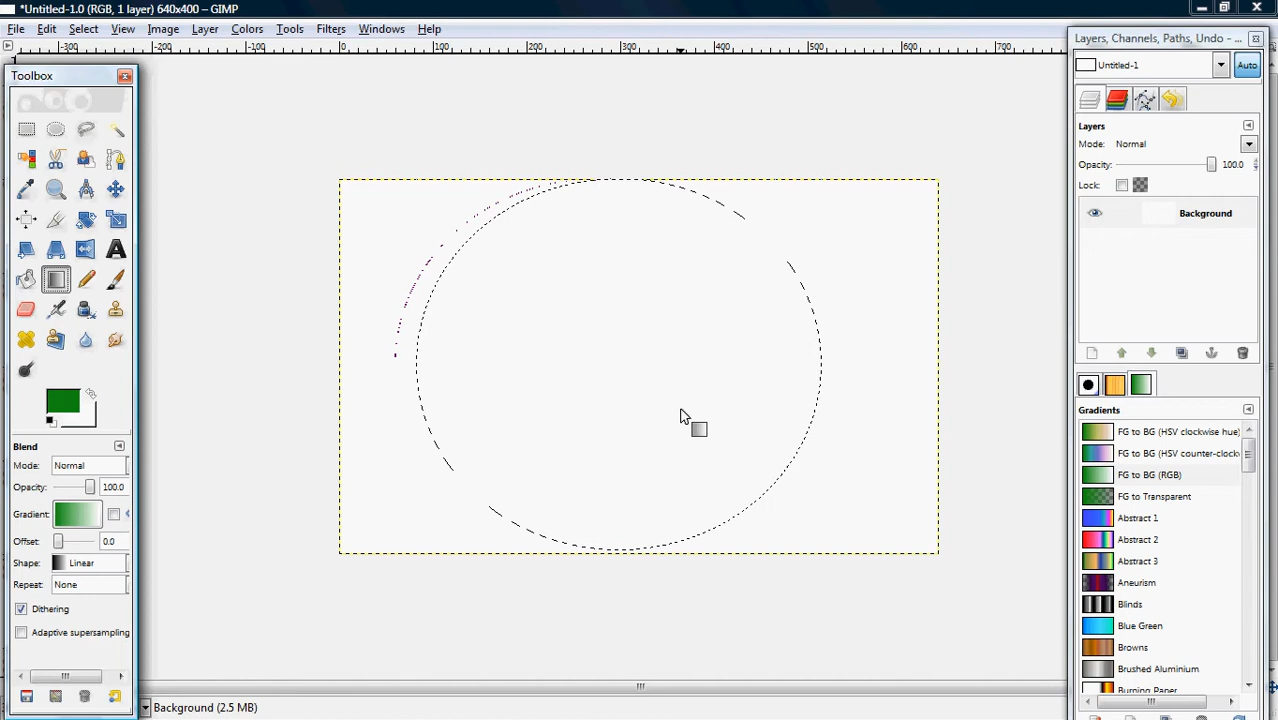 *Untitled-1.0 (RGB, 1 layer) 640x400 – GIMP
File Edit Select View Image Layer Colors Tools Filters Windows Help
-300 -200 -100 0 100 200 300 400 500 600 700
Toolbox
Layers, Channels, Paths, Undo - ...
Untitled-1
Auto
Layers
Mode: Normal
Opacity: 100.0
Lock:
Background
Blend
Mode: Normal
Opacity: 100.0
Gradient:
Offset: 0.0
Shape: Linear
Repeat: None
Dithering
Adaptive supersampling
Gradients
FG to BG (HSV clockwise hue)
FG to BG (HSV counter-clockw
FG to BG (RGB)
FG to Transparent
Abstract 1
Abstract 2
Abstract 3
Aneurism
Blinds
Blue Green
Browns
Brushed Aluminium
Burning Paper
Background (2.5 MB)